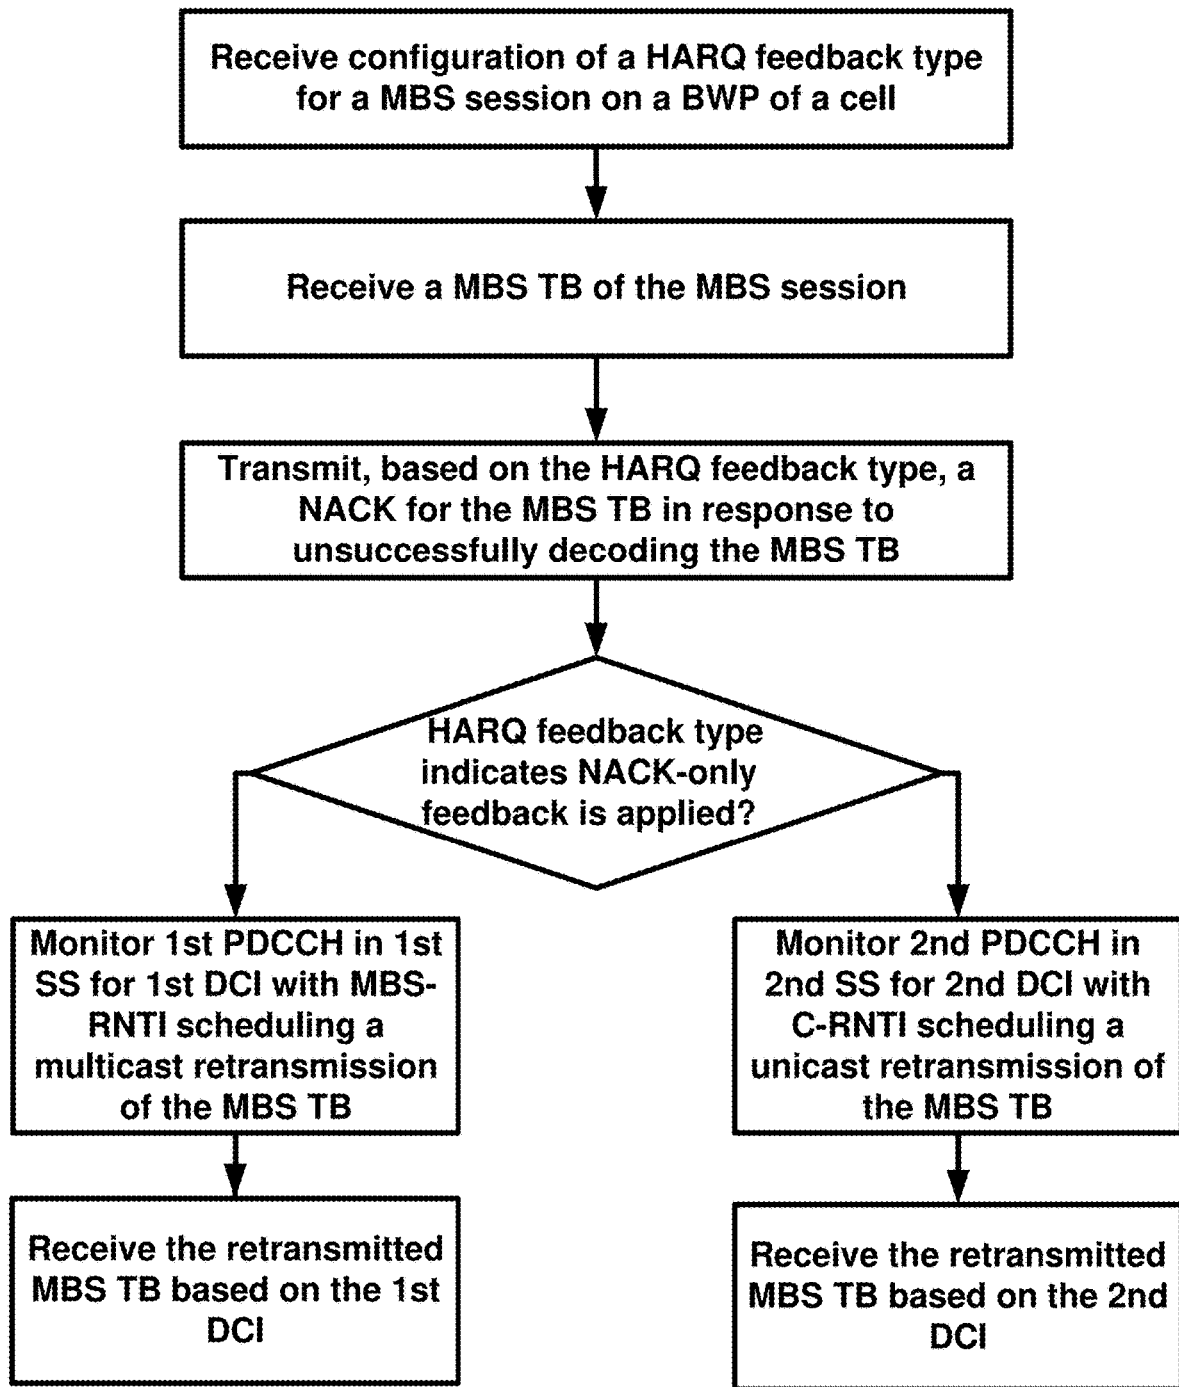 Receive configuration of a HARQ feedback type
for a MBS session on a BWP of a cell
Receive a MBS TB of the MBS session
Transmit, based on the HARQ feedback type, a
NACK for the MBS TB in response to
unsuccessfully decoding the MBS TB
HARQ feedback type
indicates NACK-only
feedback is applied?
Monitor 1st PDCCH in 1st
SS for 1st DCI with MBS-
RNTI scheduling a
multicast retransmission
of the MBS TB
Monitor 2nd PDCCH in
2nd SS for 2nd DCI with
C-RNTI scheduling a
unicast retransmission of
the MBS TB
Receive the retransmitted
MBS TB based on the 1st
DCI
Receive the retransmitted
MBS TB based on the 2nd
DCI